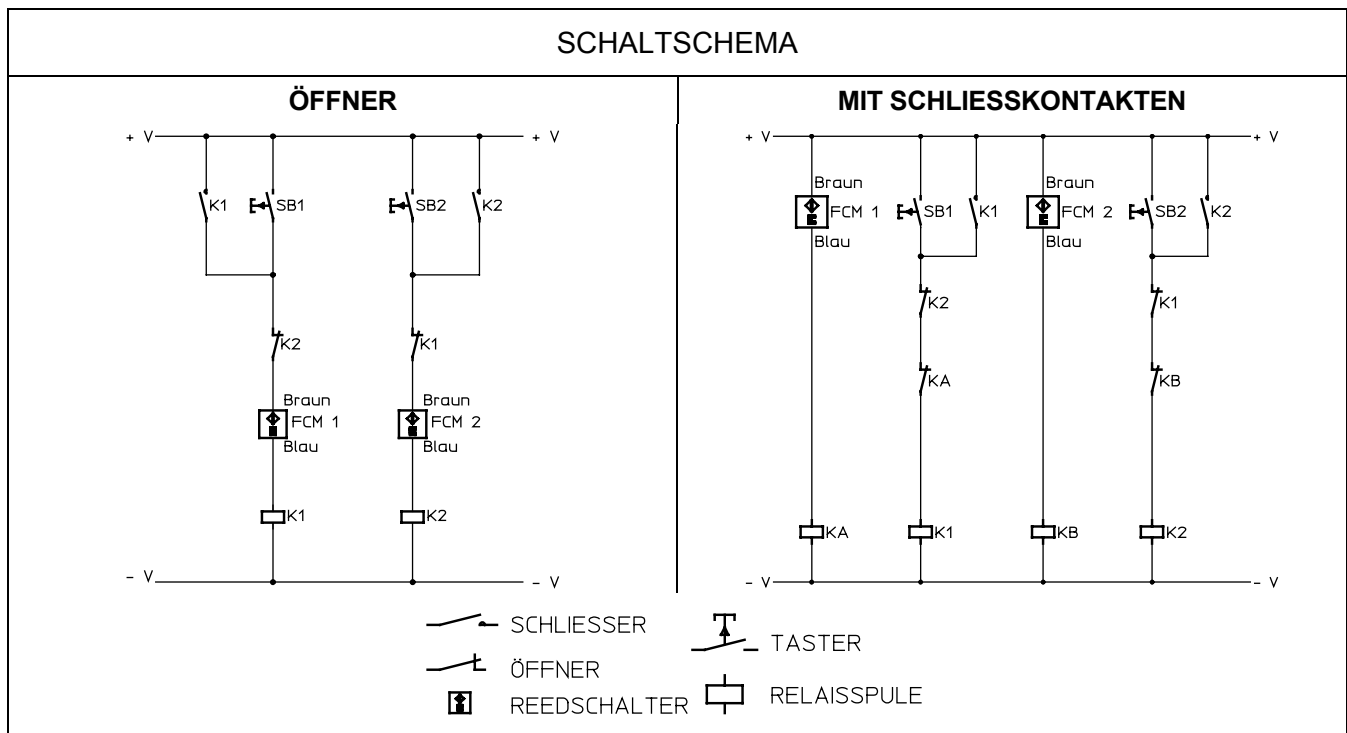 SCHALTSCHEMA
ÖFFNER
+ V
+ V
K1
SB1
SB2
K2
K2
K1
Braun
FCM 1
Blau
Braun
FCM 2
Blau
K1
K2
- V
- V
MIT SCHLIESSKONTAKTEN
+ V
+ V
Braun
FCM 1
Blau
SB1
K1
Braun
FCM 2
Blau
SB2
K2
K2
K1
KA
KB
KA
K1
KB
K2
- V
- V
SCHLIESSER
TASTER
ÖFFNER
REEDSCHALTER
RELAISSPULE